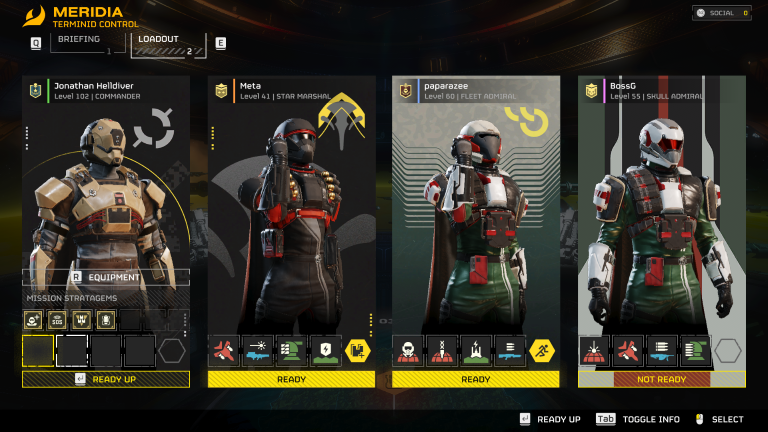 MERIDIA
TERMINID CONTROL
SOCIAL 0
Q BRIEFING 1 LOADOUT 2 E
Jonathan Helldiver
Level 102 | COMMANDER
Meta
Level 41 | STAR MARSHAL
paparazee
Level 60 | FLEET ADMIRAL
BossG
Level 55 | SKULL ADMIRAL
R EQUIPMENT
MISSION STRATAGEMS
SOS
READY UP
READY
READY
NOT READY
READY UP Tab TOGGLE INFO SELECT